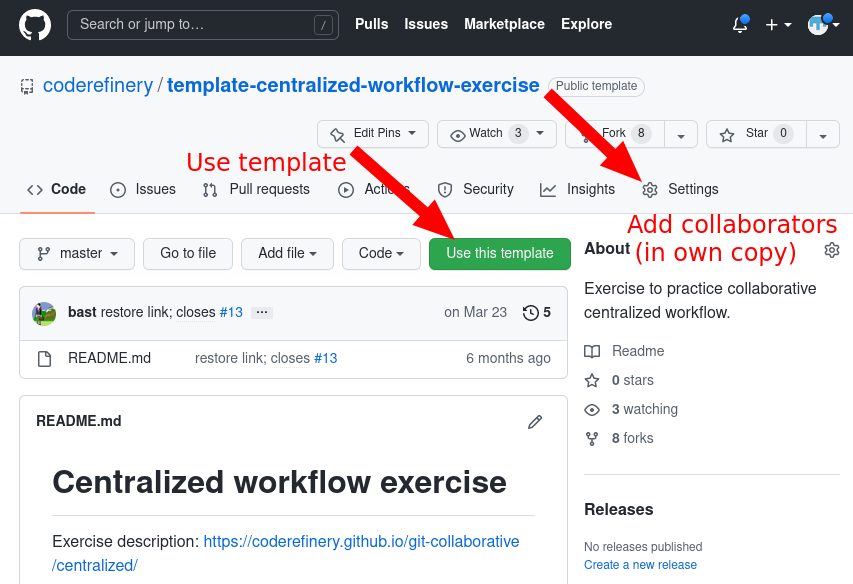 Search or jump to… / Pulls Issues Marketplace Explore
coderefinery / template-centralized-workflow-exercise Public template
Edit Pins Watch 3 Fork 8 Star 0
Use template
Code Issues Pull requests Actions Security Insights Settings
Add collaborators
(in own copy)
master Go to file Add file Code Use this template
About
bast restore link; closes #13 ... on Mar 23 5
README.md restore link; closes #13 6 months ago
Exercise to practice collaborative
centralized workflow.
Readme
0 stars
3 watching
8 forks
README.md
Centralized workflow exercise
Exercise description: https://coderefinery.github.io/git-collaborative
/centralized/
Releases
No releases published
Create a new release